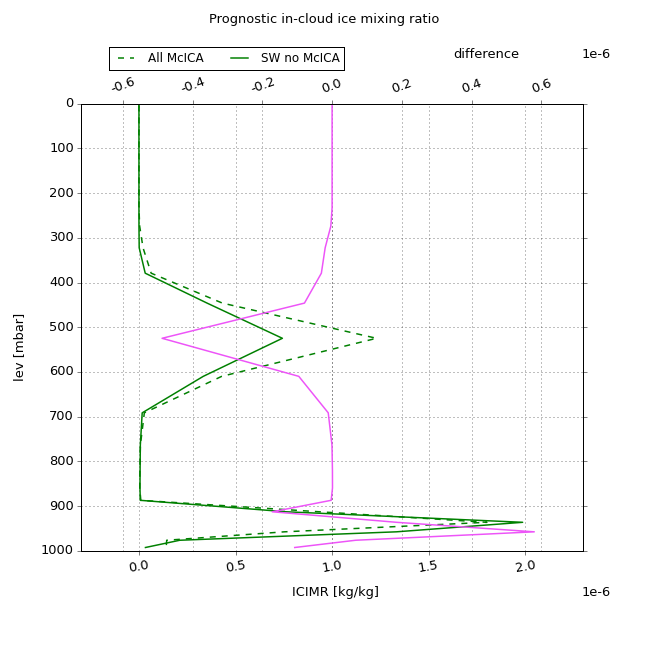 Prognostic in-cloud ice mixing ratio
All McICA SW no McICA
difference 1e-6
-0.6 -0.4 -0.2 0.0 0.2 0.4 0.6
0
100
200
300
400
500
600
700
800
900
1000
lev [mbar]
0.0 0.5 1.0 1.5 2.0
ICIMR [kg/kg] 1e-6